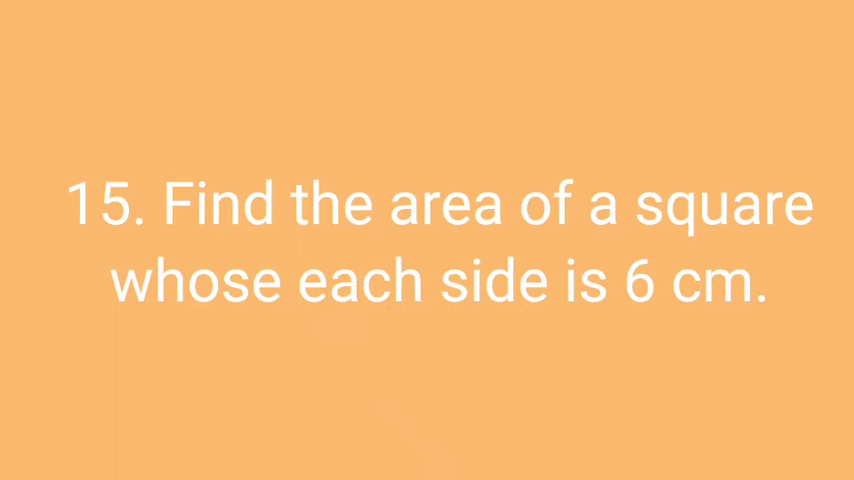 15. Find the area of a square
whose each side is 6 cm.